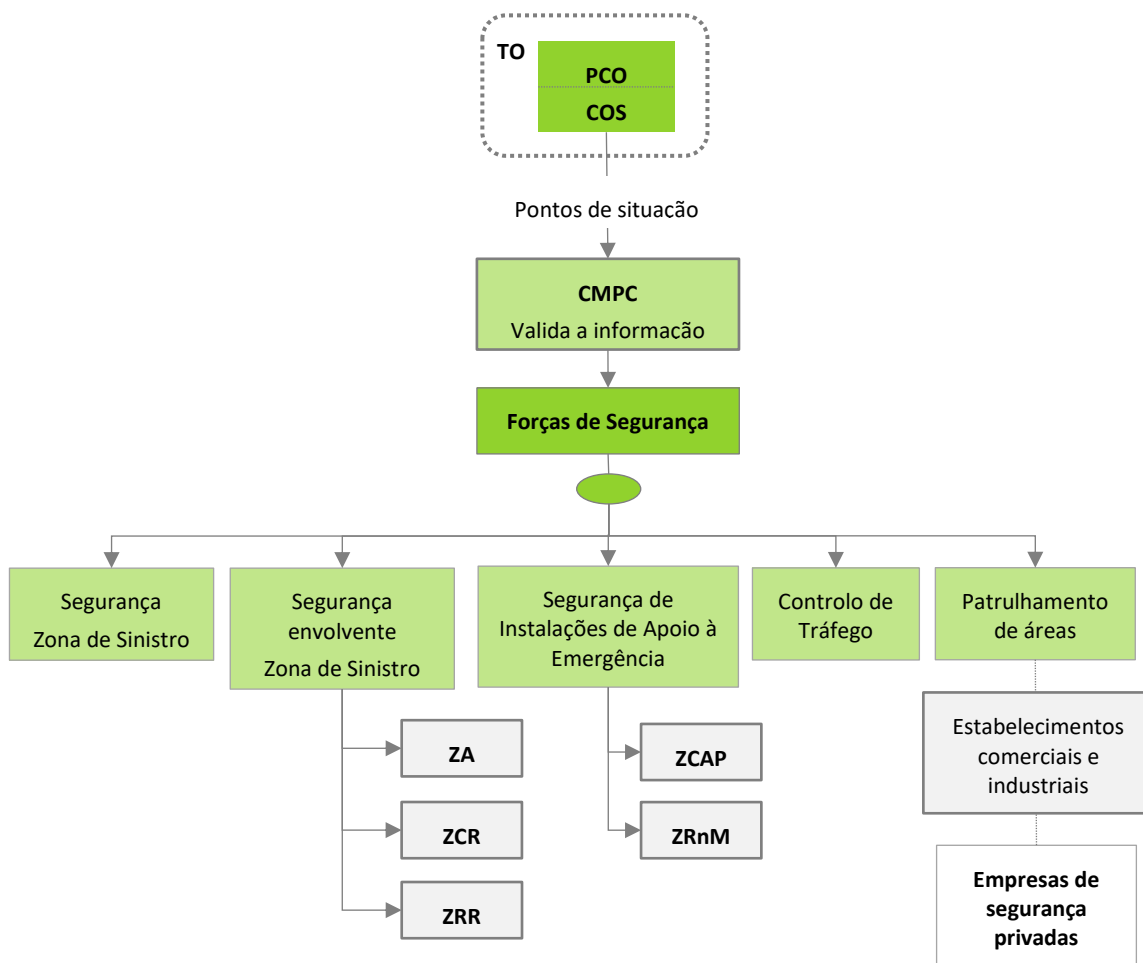 TO
PCO
COS
Pontos de situacão
CMPC
Valida a informação
Forças de Segurança
Segurança
Zona de Sinistro
Segurança
envolvente
Zona de Sinistro
Segurança de
Instalações de Apoio à
Emergência
Controlo de
Tráfego
Patrulhamento
de áreas
ZA
ZCR
ZRR
ZCAP
ZRnM
Estabelecimentos
comerciais e
industriais
Empresas de
segurança
privadas